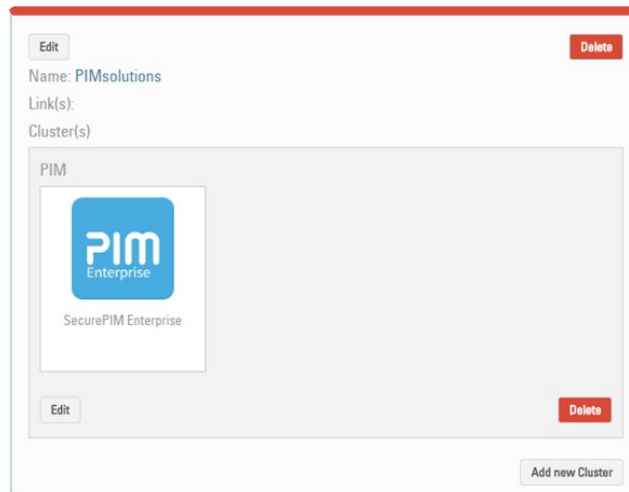 Edit
Delete
Name: PIMsolutions
Link(s):
Cluster(s)
PIM
PIM
Enterprise
SecurePIM Enterprise
Edit
Delete
Add new Cluster